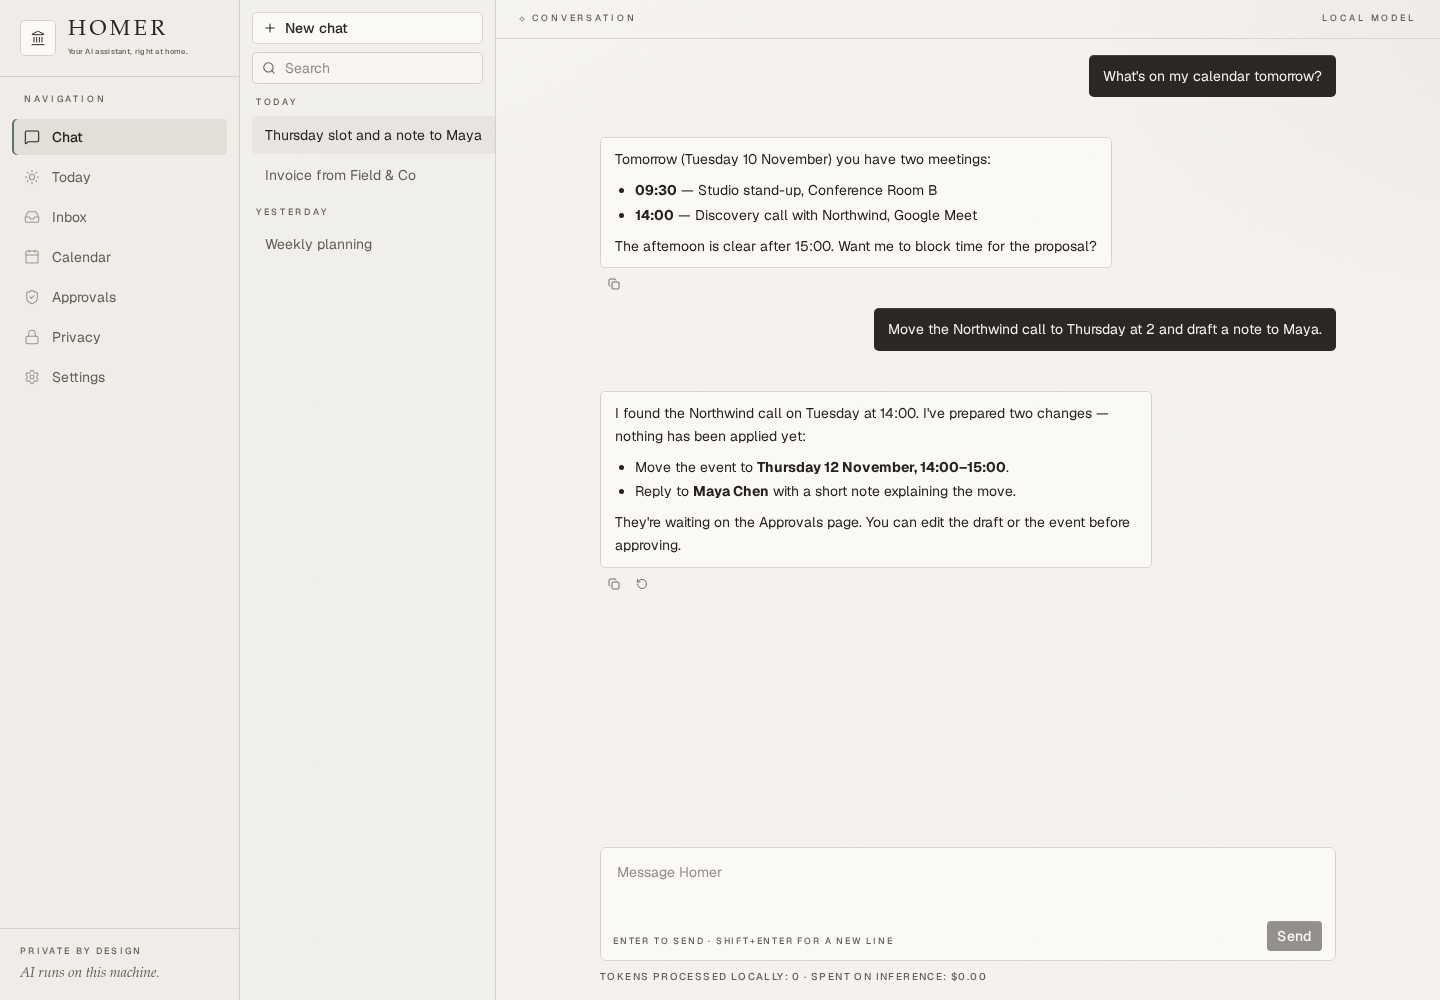 HOMER
Your AI assistant, right at home.
NAVIGATION
Chat
Today
Inbox
Calendar
Approvals
Privacy
Settings
PRIVATE BY DESIGN
AI runs on this machine.
New chat
Search
TODAY
Thursday slot and a note to Maya
Invoice from Field & Co
YESTERDAY
Weekly planning
CONVERSATION
LOCAL MODEL
What's on my calendar tomorrow?
Tomorrow (Tuesday 10 November) you have two meetings:
• 09:30 — Studio stand-up, Conference Room B
• 14:00 — Discovery call with Northwind, Google Meet
The afternoon is clear after 15:00. Want me to block time for the proposal?
Move the Northwind call to Thursday at 2 and draft a note to Maya.
I found the Northwind call on Tuesday at 14:00. I've prepared two changes —
nothing has been applied yet:
• Move the event to Thursday 12 November, 14:00–15:00.
• Reply to Maya Chen with a short note explaining the move.
They're waiting on the Approvals page. You can edit the draft or the event before
approving.
Message Homer
ENTER TO SEND · SHIFT+ENTER FOR A NEW LINE
Send
TOKENS PROCESSED LOCALLY: 0 · SPENT ON INFERENCE: $0.00